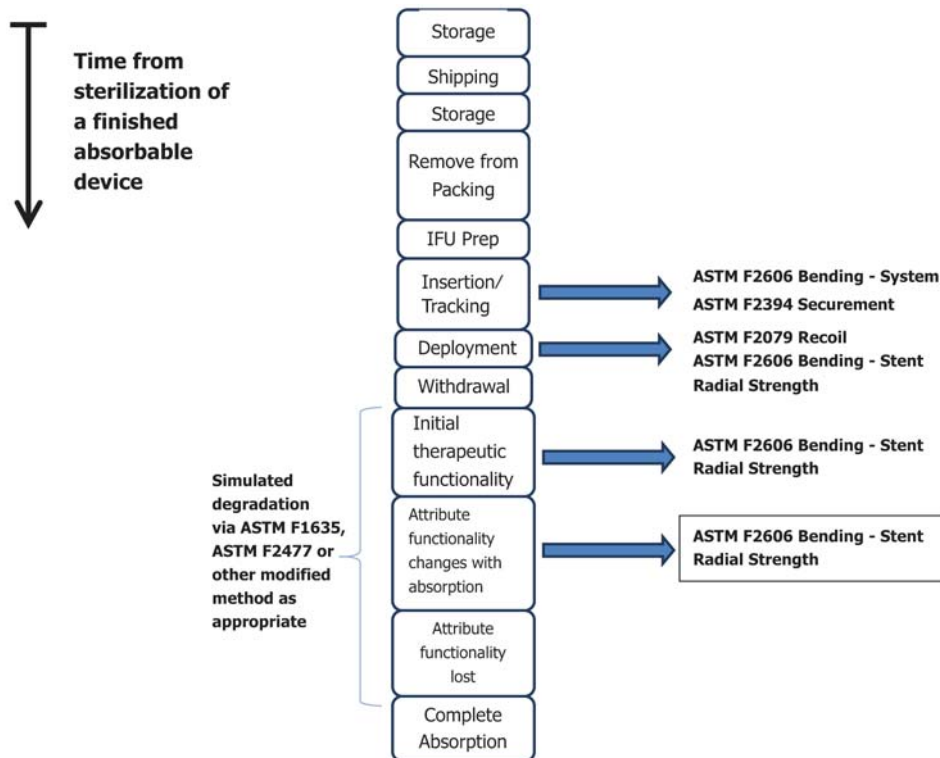 Time from
sterilization of
a finished
absorbable
device
Storage
Shipping
Storage
Remove from
Packing
IFU Prep
Insertion/
Tracking
ASTM F2606 Bending - System
ASTM F2394 Securement
Deployment
ASTM F2079 Recoil
ASTM F2606 Bending - Stent
Radial Strength
Withdrawal
Initial
therapeutic
functionality
ASTM F2606 Bending - Stent
Radial Strength
Simulated
degradation
via ASTM F1635,
ASTM F2477 or
other modified
method as
appropriate
Attribute
functionality
changes with
absorption
ASTM F2606 Bending - Stent
Radial Strength
Attribute
functionality
lost
Complete
Absorption